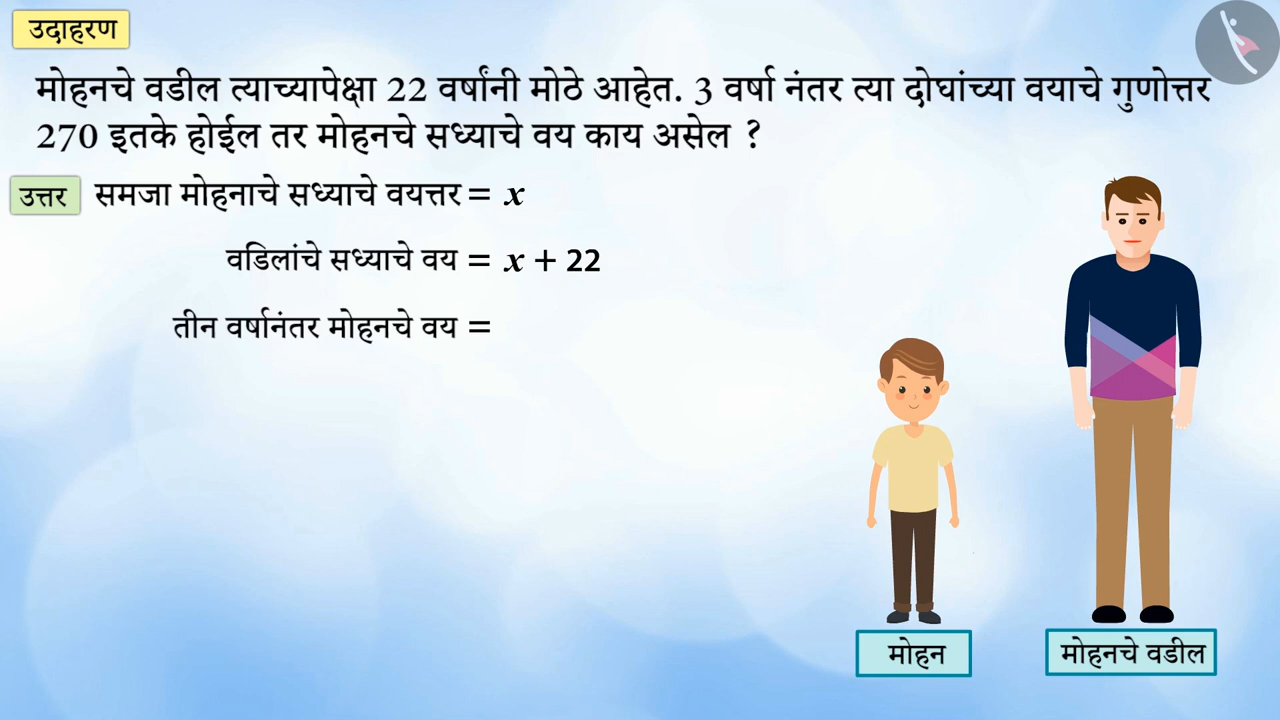 उदाहरण
मोहनचे वडील त्याच्यापेक्षा 22 वर्षांनी मोठे आहेत. 3 वर्षा नंतर त्या दोघांच्या वयाचे गुणोत्तर
270 इतके होईल तर मोहनचे सध्याचे वय काय असेल ?
उत्तर समजा मोहनाचे सध्याचे वयत्तर = x
वडिलांचे सध्याचे वय = x + 22
तीन वर्षानंतर मोहनचे वय =
मोहन
मोहनचे वडील